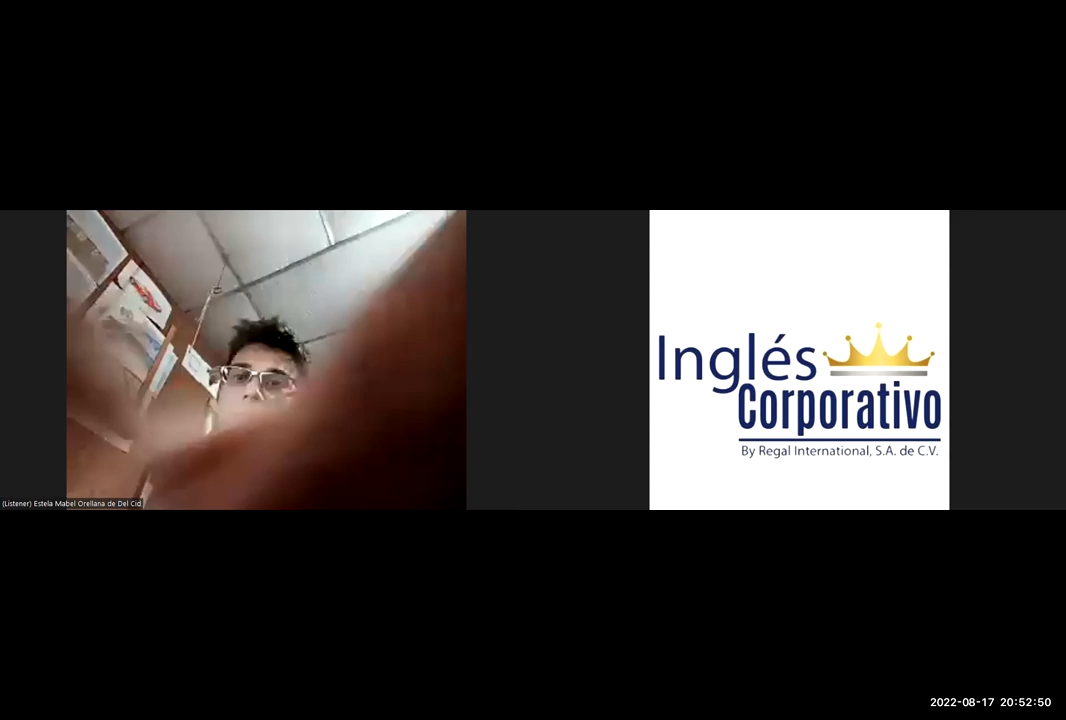 (Listener) Estela Mabel Orellana de Del Cid
Inglés
Corporativo
By Regal International, S.A. de C.V.
2022-08-17 20:52:50